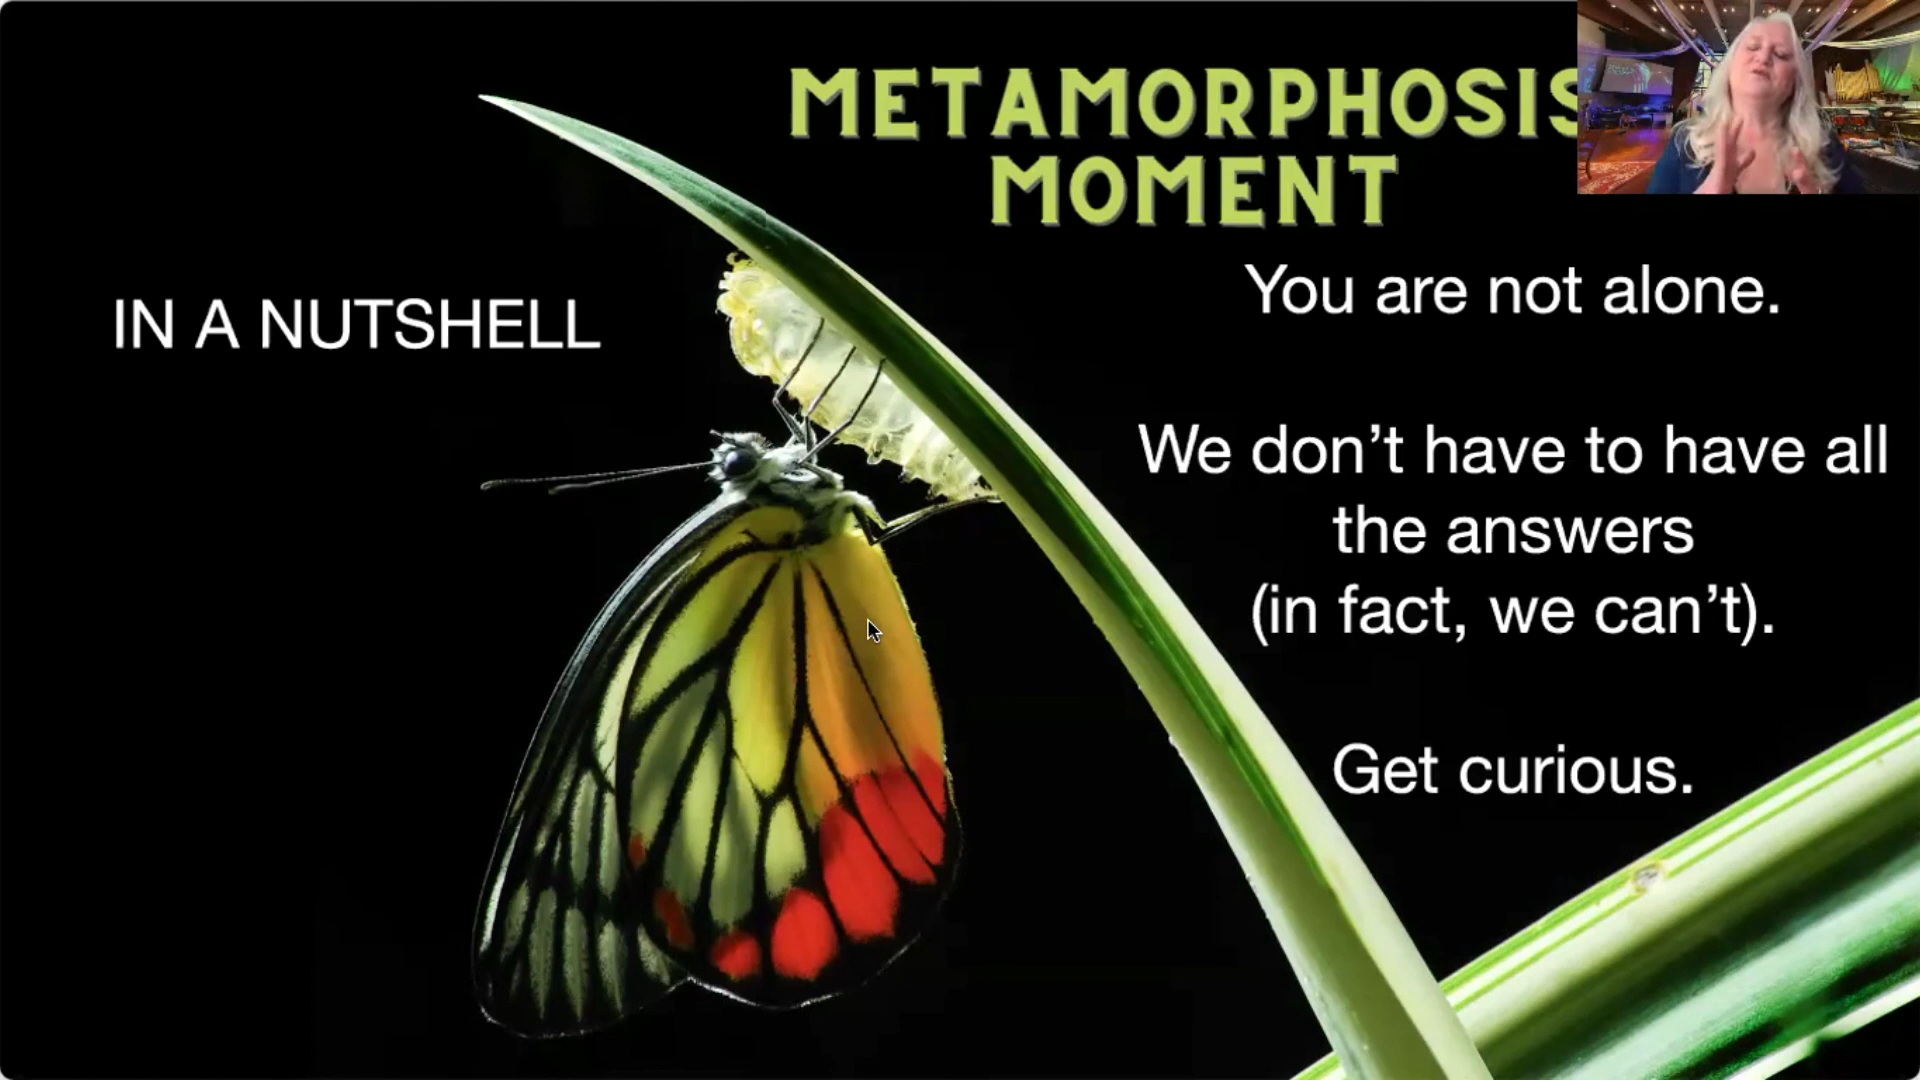 METAMORPHOSIS
MOMENT
IN A NUTSHELL
You are not alone.
We don't have to have all
the answers
(in fact, we can't).
Get curious.